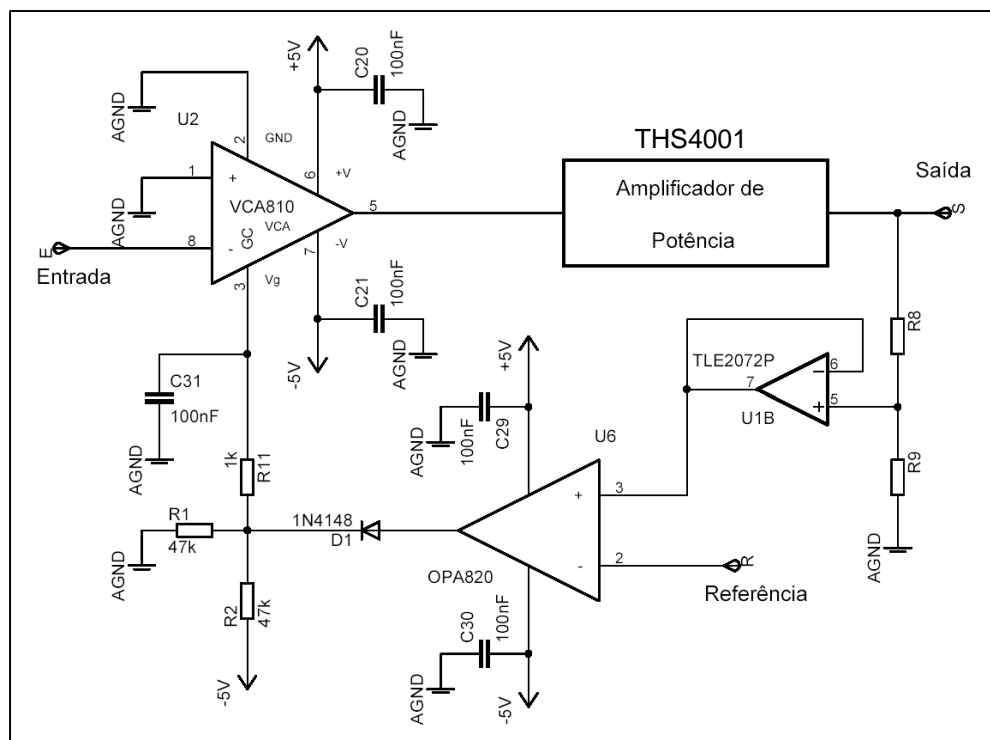 +5V
C20
100nF
AGND
AGND
U2
2
GND
THS4001
Saída
AGND
1
+
6
+V
VCA810
VCA
5
Amplificador de
Potência
S
E
8
-
GC
7
-V
Entrada
3
Vg
C21
100nF
AGND
-5V
R8
+5V
TLE2072P
6
7
5
U1B
C31
100nF
AGND
C29
100nF
AGND
U6
R9
AGND
1k
R11
+
3
R1
47k
AGND
1N4148
D1
-
2
R
OPA820
Referência
R2
47k
C30
100nF
AGND
-5V
-5V